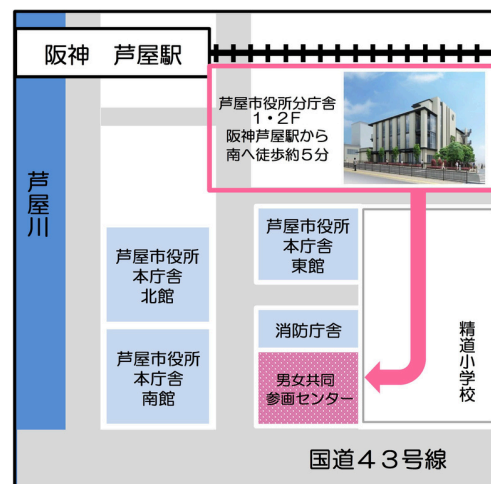 阪神　芦屋駅
芦屋市役所分庁舎
１・２F
阪神芦屋駅から
南へ徒歩約５分
芦屋川
芦屋市役所
本庁舎
東館
芦屋市役所
本庁舎
北館
消防庁舎
芦屋市役所
本庁舎
南館
男女共同
参画センター
精道小学校
国道４３号線